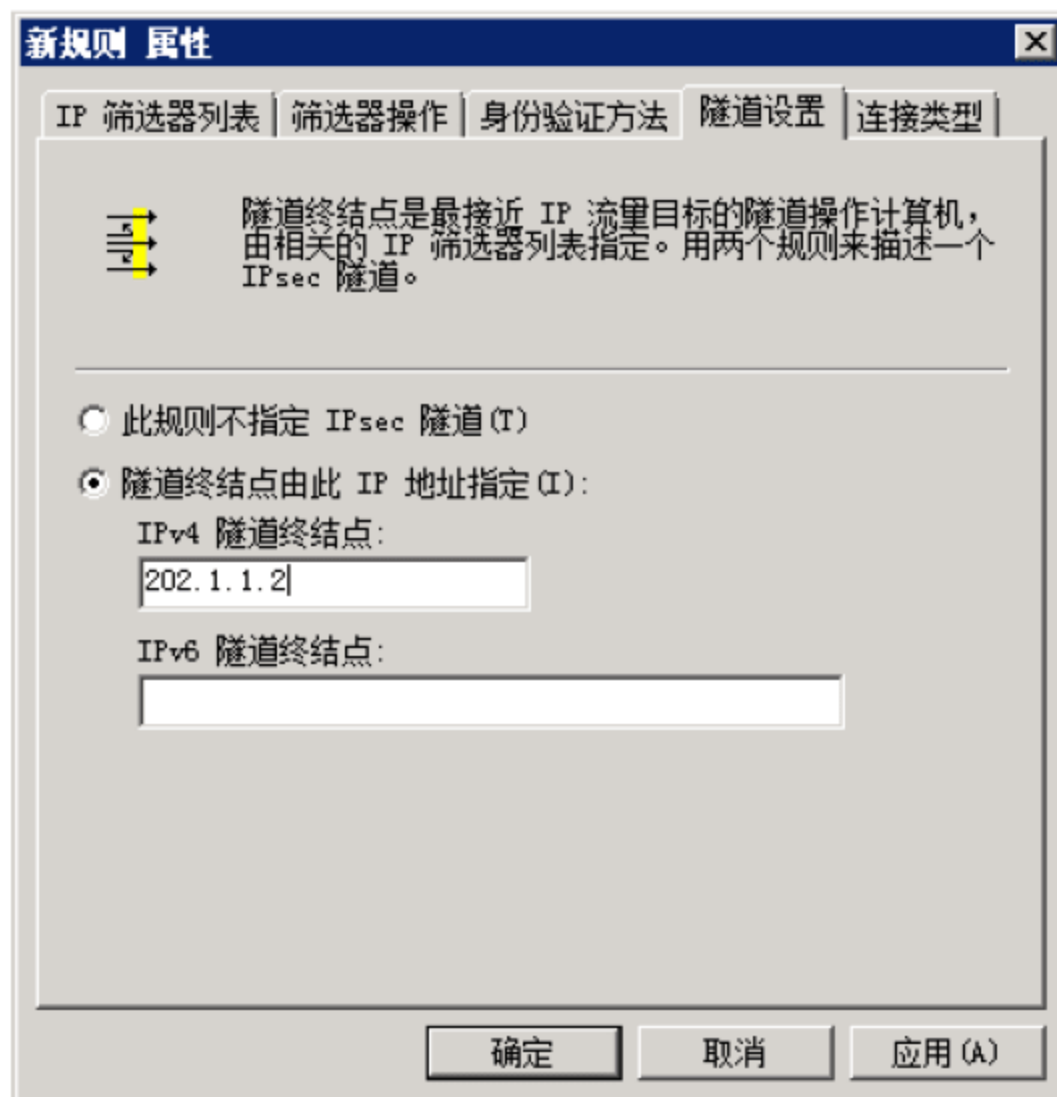 新规则 属性
IP 筛选器列表 筛选器操作 身份验证方法 隧道设置 连接类型
隧道终结点是最接近 IP 流量目标的隧道操作计算机，
由相关的 IP 筛选器列表指定。用两个规则来描述一个
IPsec 隧道。
此规则不指定 IPsec 隧道(T)
隧道终结点由此 IP 地址指定(I):
IPv4 隧道终结点:
202.1.1.2
IPv6 隧道终结点:
确定 取消 应用(A)